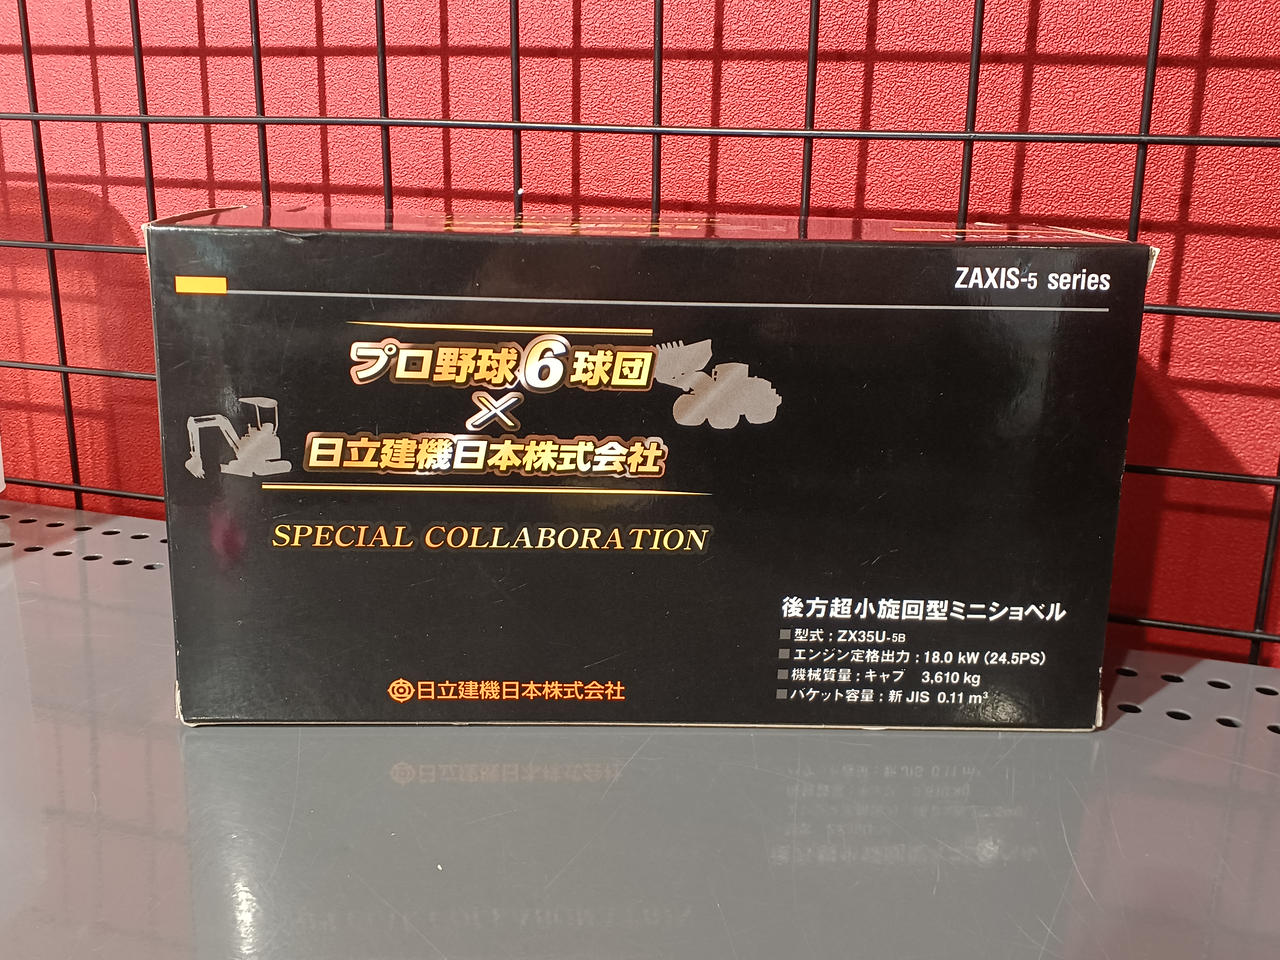 ZAXIS-5 series
プロ野球6球団
×
日立建機日本株式会社
SPECIAL COLLABORATION
後方超小旋回型ミニショベル
■型式：ZX35U-5B
■エンジン定格出力：18.0 kW（24.5PS）
■機械質量：キャブ 3,610 kg
■バケット容量：新 JIS 0.11 m³
日立建機日本株式会社